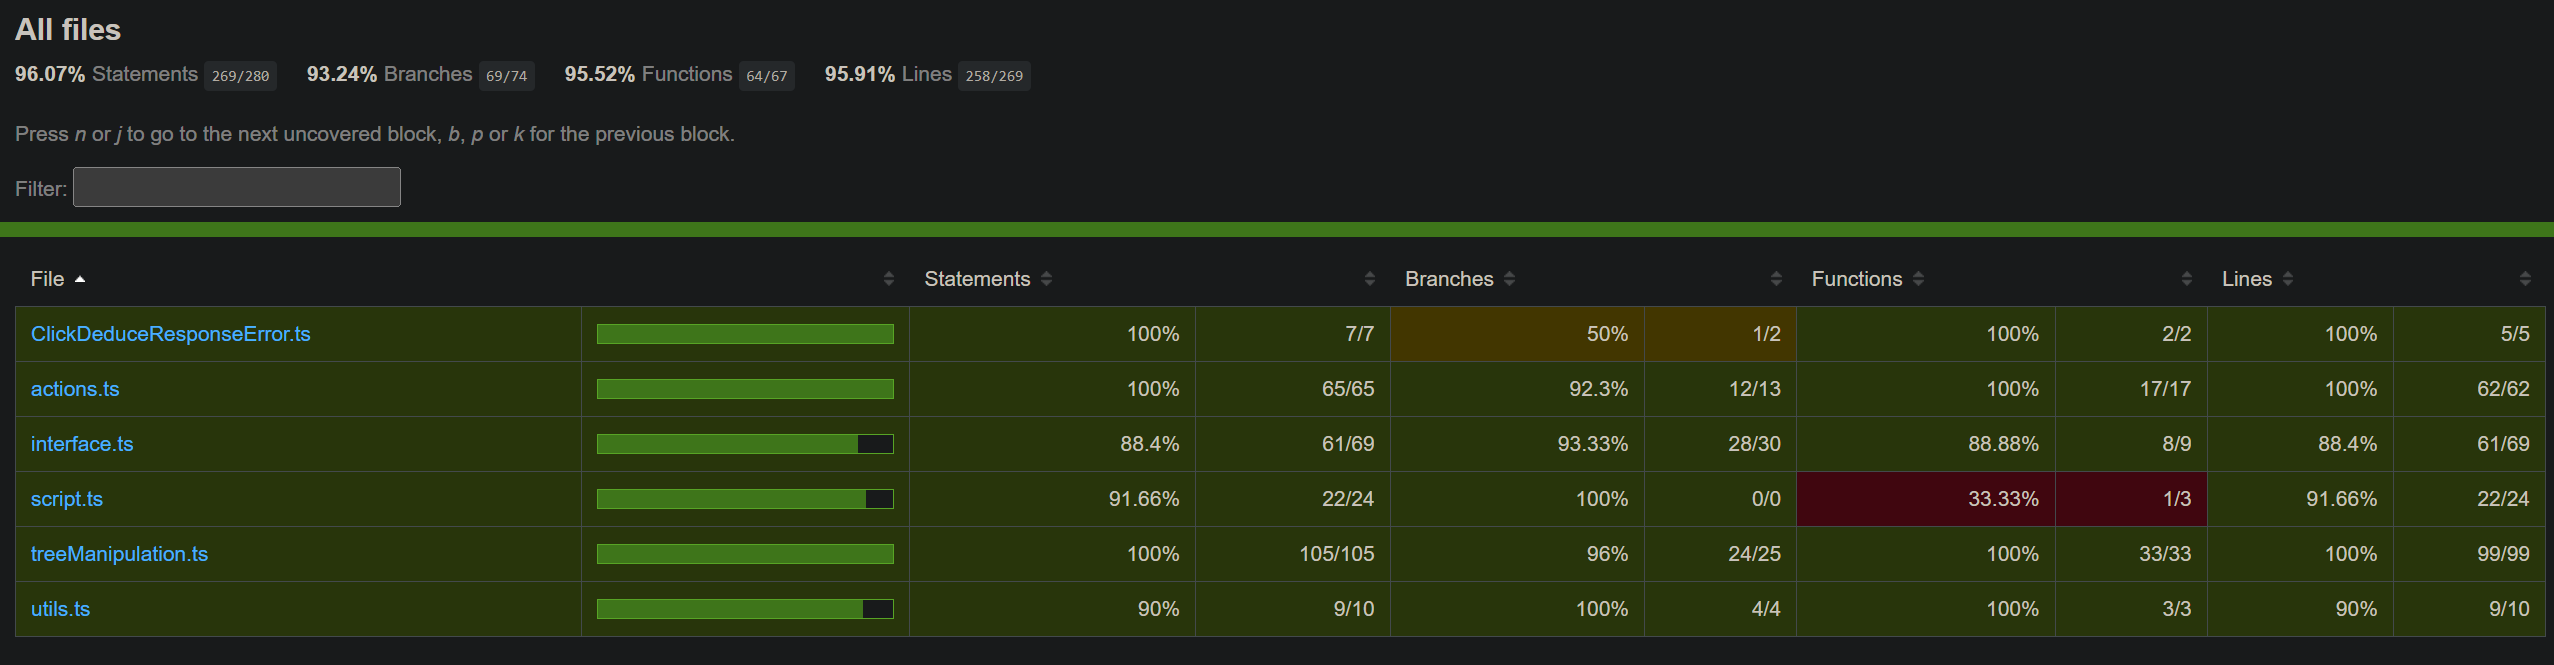 All files
96.07% Statements 269/280 93.24% Branches 69/74 95.52% Functions 64/67 95.91% Lines 258/269
Press n or j to go to the next uncovered block, b, p or k for the previous block.
Filter:
File Statements Branches Functions Lines
ClickDeduceResponseError.ts 100% 7/7 50% 1/2 100% 2/2 100% 5/5
actions.ts 100% 65/65 92.3% 12/13 100% 17/17 100% 62/62
interface.ts 88.4% 61/69 93.33% 28/30 88.88% 8/9 88.4% 61/69
script.ts 91.66% 22/24 100% 0/0 33.33% 1/3 91.66% 22/24
treeManipulation.ts 100% 105/105 96% 24/25 100% 33/33 100% 99/99
utils.ts 90% 9/10 100% 4/4 100% 3/3 90% 9/10